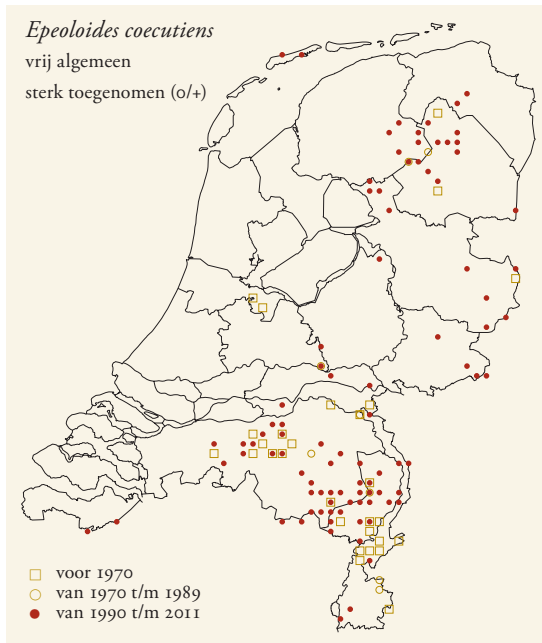 Epeoloides coecutiens
vrij algemeen
sterk toegenomen (0/+)
voor 1970
van 1970 t/m 1989
van 1990 t/m 2011